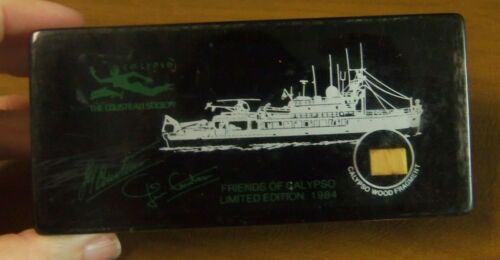 CALYPSO
THE COUSTEAU SOCIETY
FRIENDS OF CALYPSO
LIMITED EDITION 1984
CALYPSO WOOD FRAGMENT